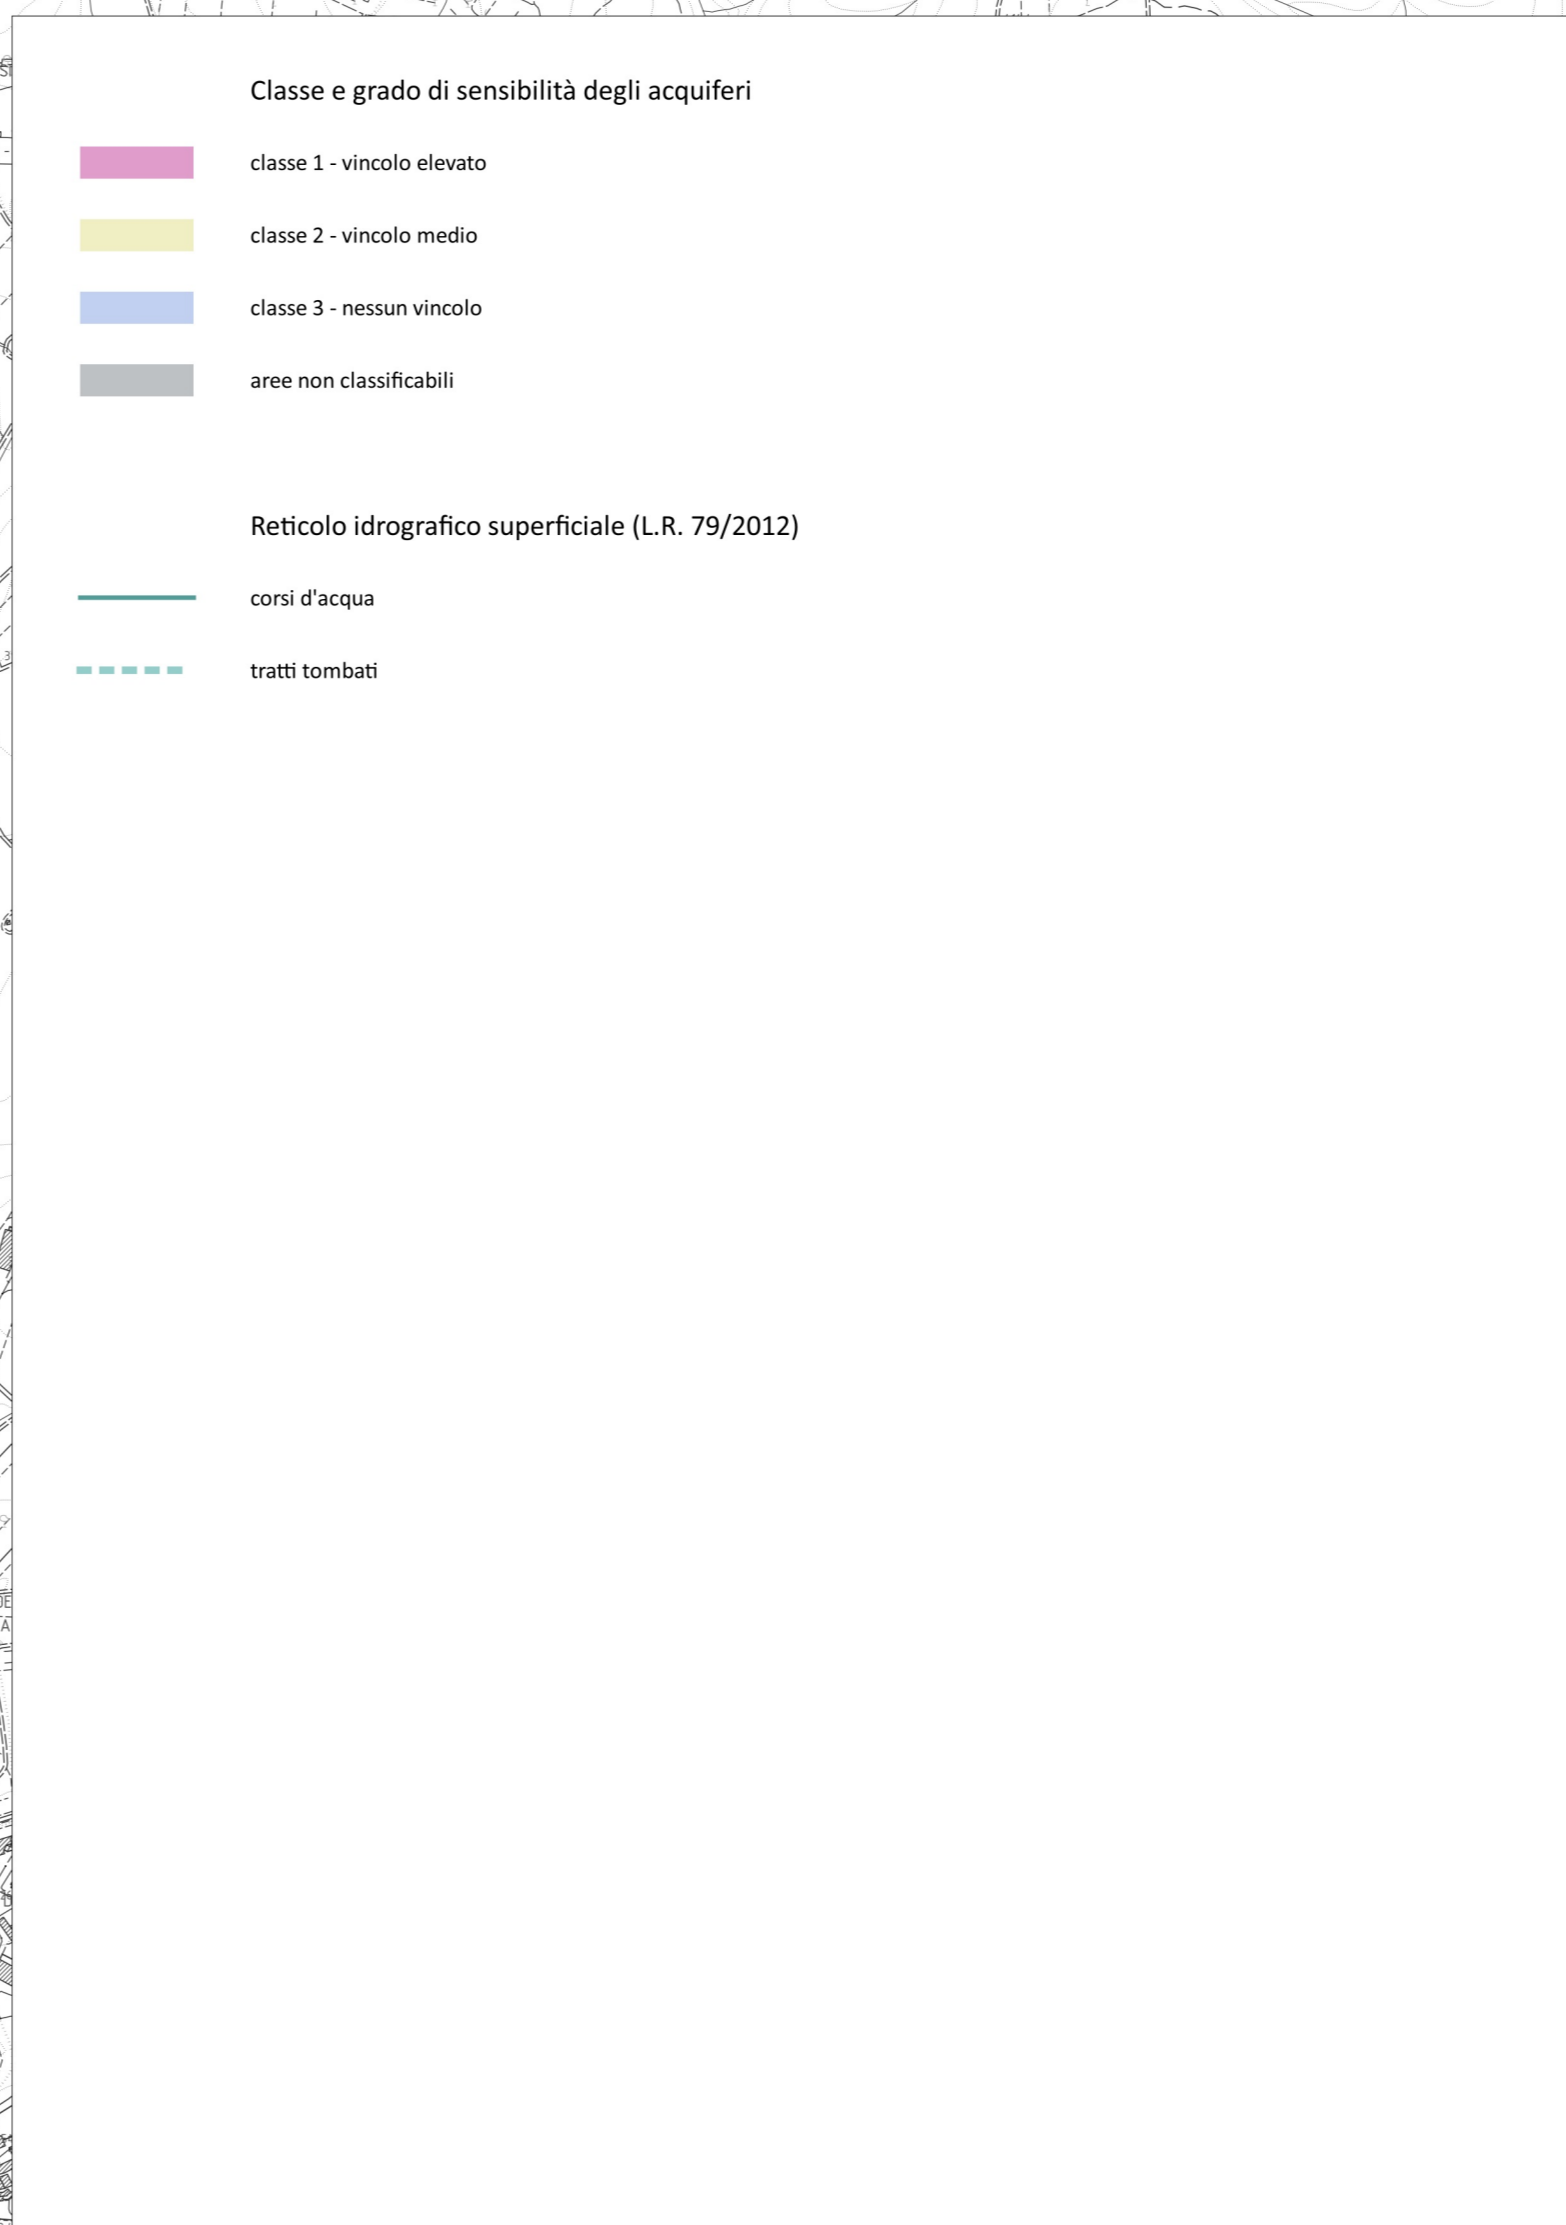 Classe e grado di sensibilità degli acquiferi
classe 1 - vincolo elevato
classe 2 - vincolo medio
classe 3 - nessun vincolo
aree non classificabili
Reticolo idrografico superficiale (L.R. 79/2012)
corsi d'acqua
tratti tombati